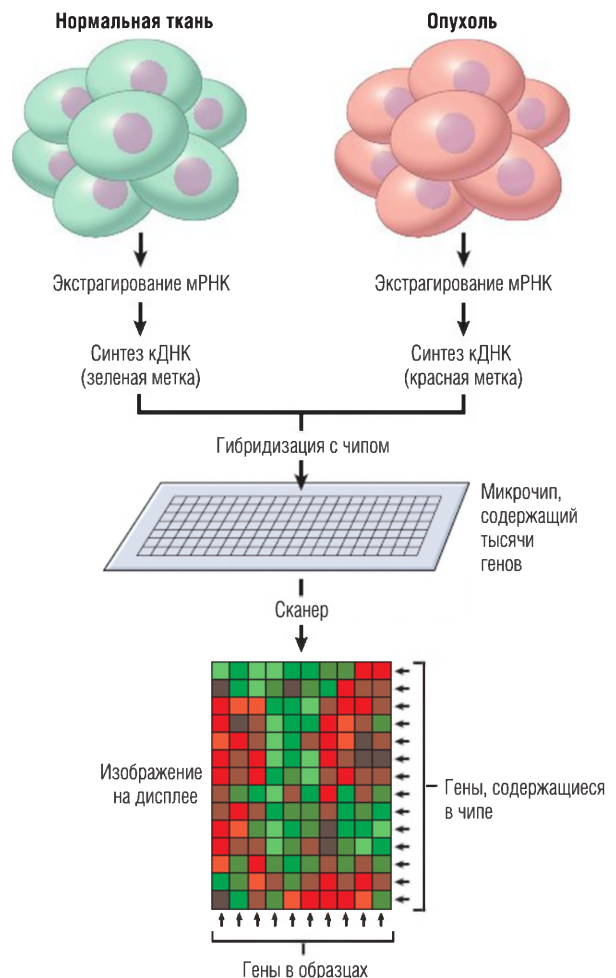 Нормальная ткань
Опухоль
Экстрагирование мРНК
Экстрагирование мРНК
Синтез кДНК
(зеленая метка)
Синтез кДНК
(красная метка)
Гибридизация с чипом
Микрочип,
содержащий
тысячи
генов
Сканер
Изображение
на дисплее
Гены, содержащиеся
в чипе
Гены в образцах